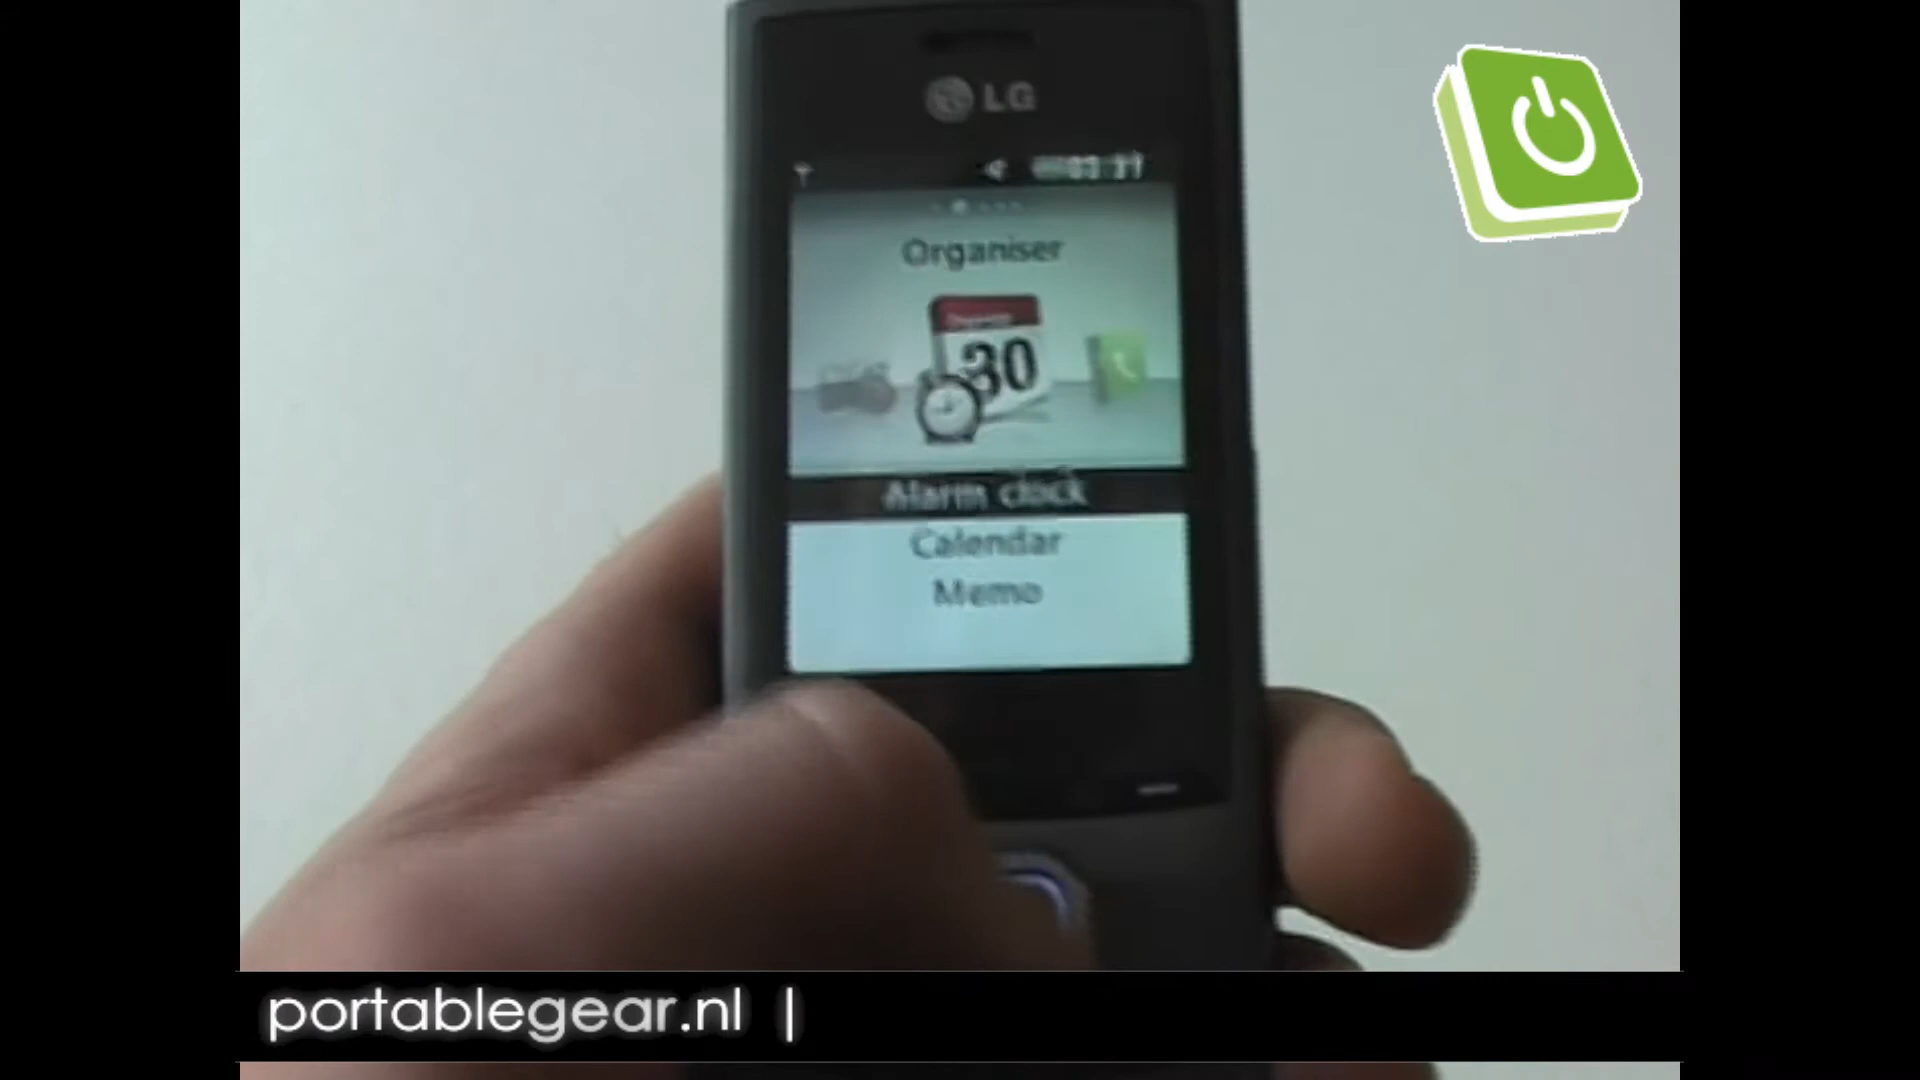 LG
Organiser
30
Alarm clock
Calendar
Memo
portablegear.nl |